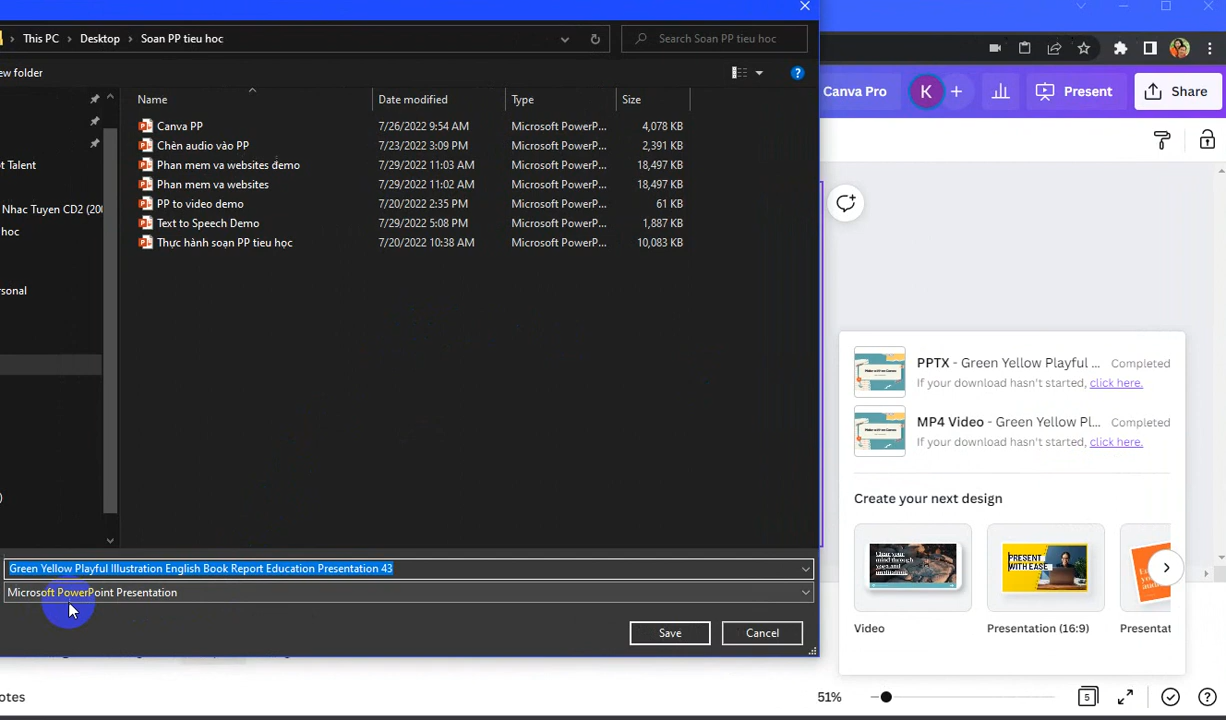 This PC > Desktop > Soan PP tieu hoc
Search Soan PP tieu hoc
ew folder
Name Date modified Type Size
Canva PP 7/26/2022 9:54 AM Microsoft PowerP... 4,078 KB
Chèn audio vào PP 7/23/2022 3:09 PM Microsoft PowerP... 2,391 KB
Phan mem va websites demo 7/29/2022 11:03 AM Microsoft PowerP... 18,497 KB
Phan mem va websites 7/29/2022 11:02 AM Microsoft PowerP... 18,497 KB
PP to video demo 7/20/2022 2:35 PM Microsoft PowerP... 61 KB
Text to Speech Demo 7/29/2022 5:08 PM Microsoft PowerP... 1,887 KB
Thực hành soạn PP tieu học 7/20/2022 10:38 AM Microsoft PowerP... 10,083 KB
t Talent
Nhac Tuyen CD2 (20
hoc
rsonal
)
Green Yellow Playful Illustration English Book Report Education Presentation 43
Microsoft PowerPoint Presentation
Save Cancel
otes
Canva Pro K + Present Share
PPTX - Green Yellow Playful ... Completed
If your download hasn't started, click here.
MP4 Video - Green Yellow Pl... Completed
If your download hasn't started, click here.
Create your next design
PRESENT
WITH EASE
Video Presentation (16:9) Presentat
51% 5